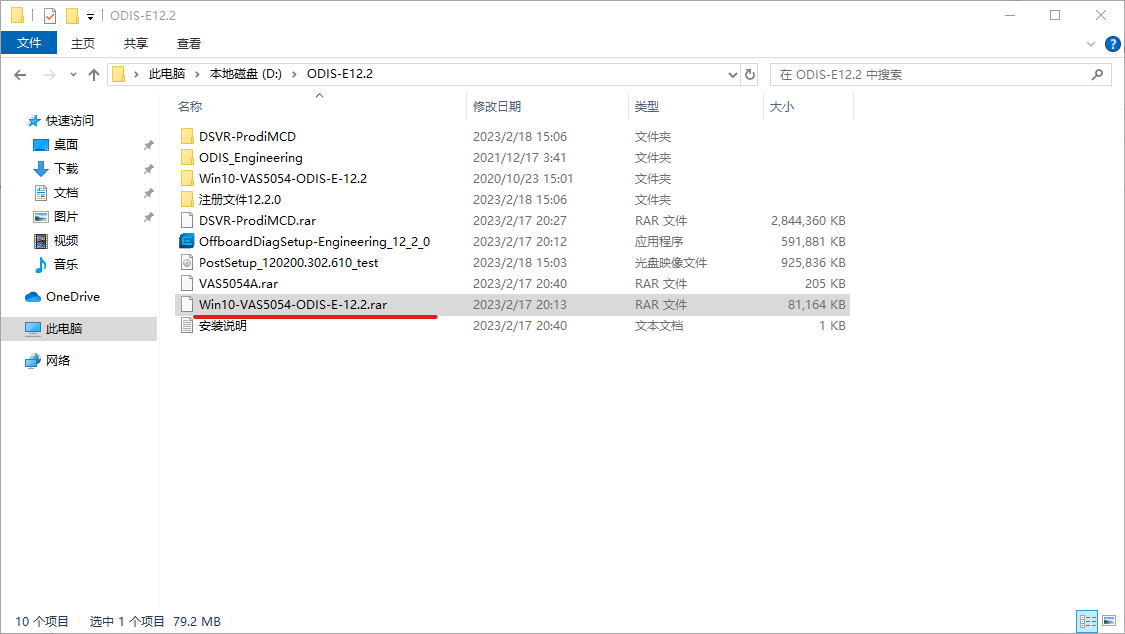 ODIS-E12.2
文件 主页 共享 查看
此电脑 本地磁盘 (D:) ODIS-E12.2 在 ODIS-E12.2 中搜索
快速访问
桌面
下载
文档
图片
视频
音乐
OneDrive
此电脑
网络
名称 修改日期 类型 大小
DSVR-ProdiMCD 2023/2/18 15:06 文件夹
ODIS_Engineering 2021/12/17 3:41 文件夹
Win10-VAS5054-ODIS-E-12.2 2020/10/23 15:01 文件夹
注册文件12.2.0 2023/2/18 15:06 文件夹
DSVR-ProdiMCD.rar 2023/2/17 20:27 RAR 文件 2,844,360 KB
OffboardDiagSetup-Engineering_12_2_0 2023/2/17 20:12 应用程序 591,881 KB
PostSetup_120200.302.610_test 2023/2/18 15:03 光盘映像文件 925,836 KB
VAS5054A.rar 2023/2/17 20:40 RAR 文件 205 KB
Win10-VAS5054-ODIS-E-12.2.rar 2023/2/17 20:13 RAR 文件 81,164 KB
安装说明 2023/2/17 20:40 文本文档 1 KB
10 个项目 选中 1 个项目 79.2 MB